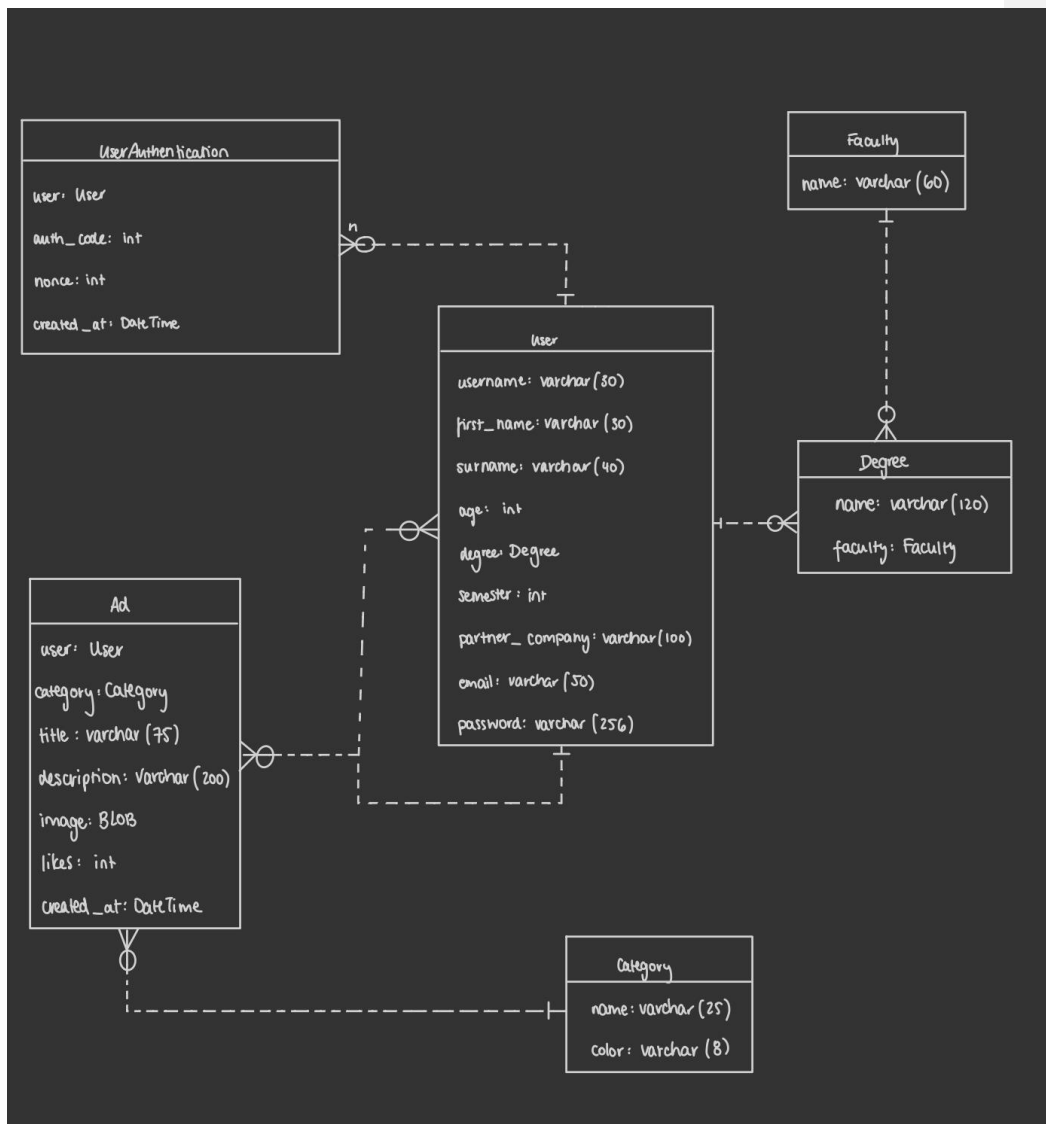 UserAuthentication
user: User
auth_code: int
nonce: int
created_at: DateTime
n
Faculty
name: varchar (60)
User
username: varchar (30)
first_name: varchar (30)
surname: varchar (40)
age: int
degree: Degree
semester: int
partner_company: varchar (100)
email: varchar (50)
password: varchar (256)
Degree
name: varchar (120)
faculty: Faculty
Ad
user: User
category: Category
title: varchar (75)
description: Varchar (200)
image: BLOB
likes: int
created_at: DateTime
Category
name: varchar (25)
color: varchar (8)